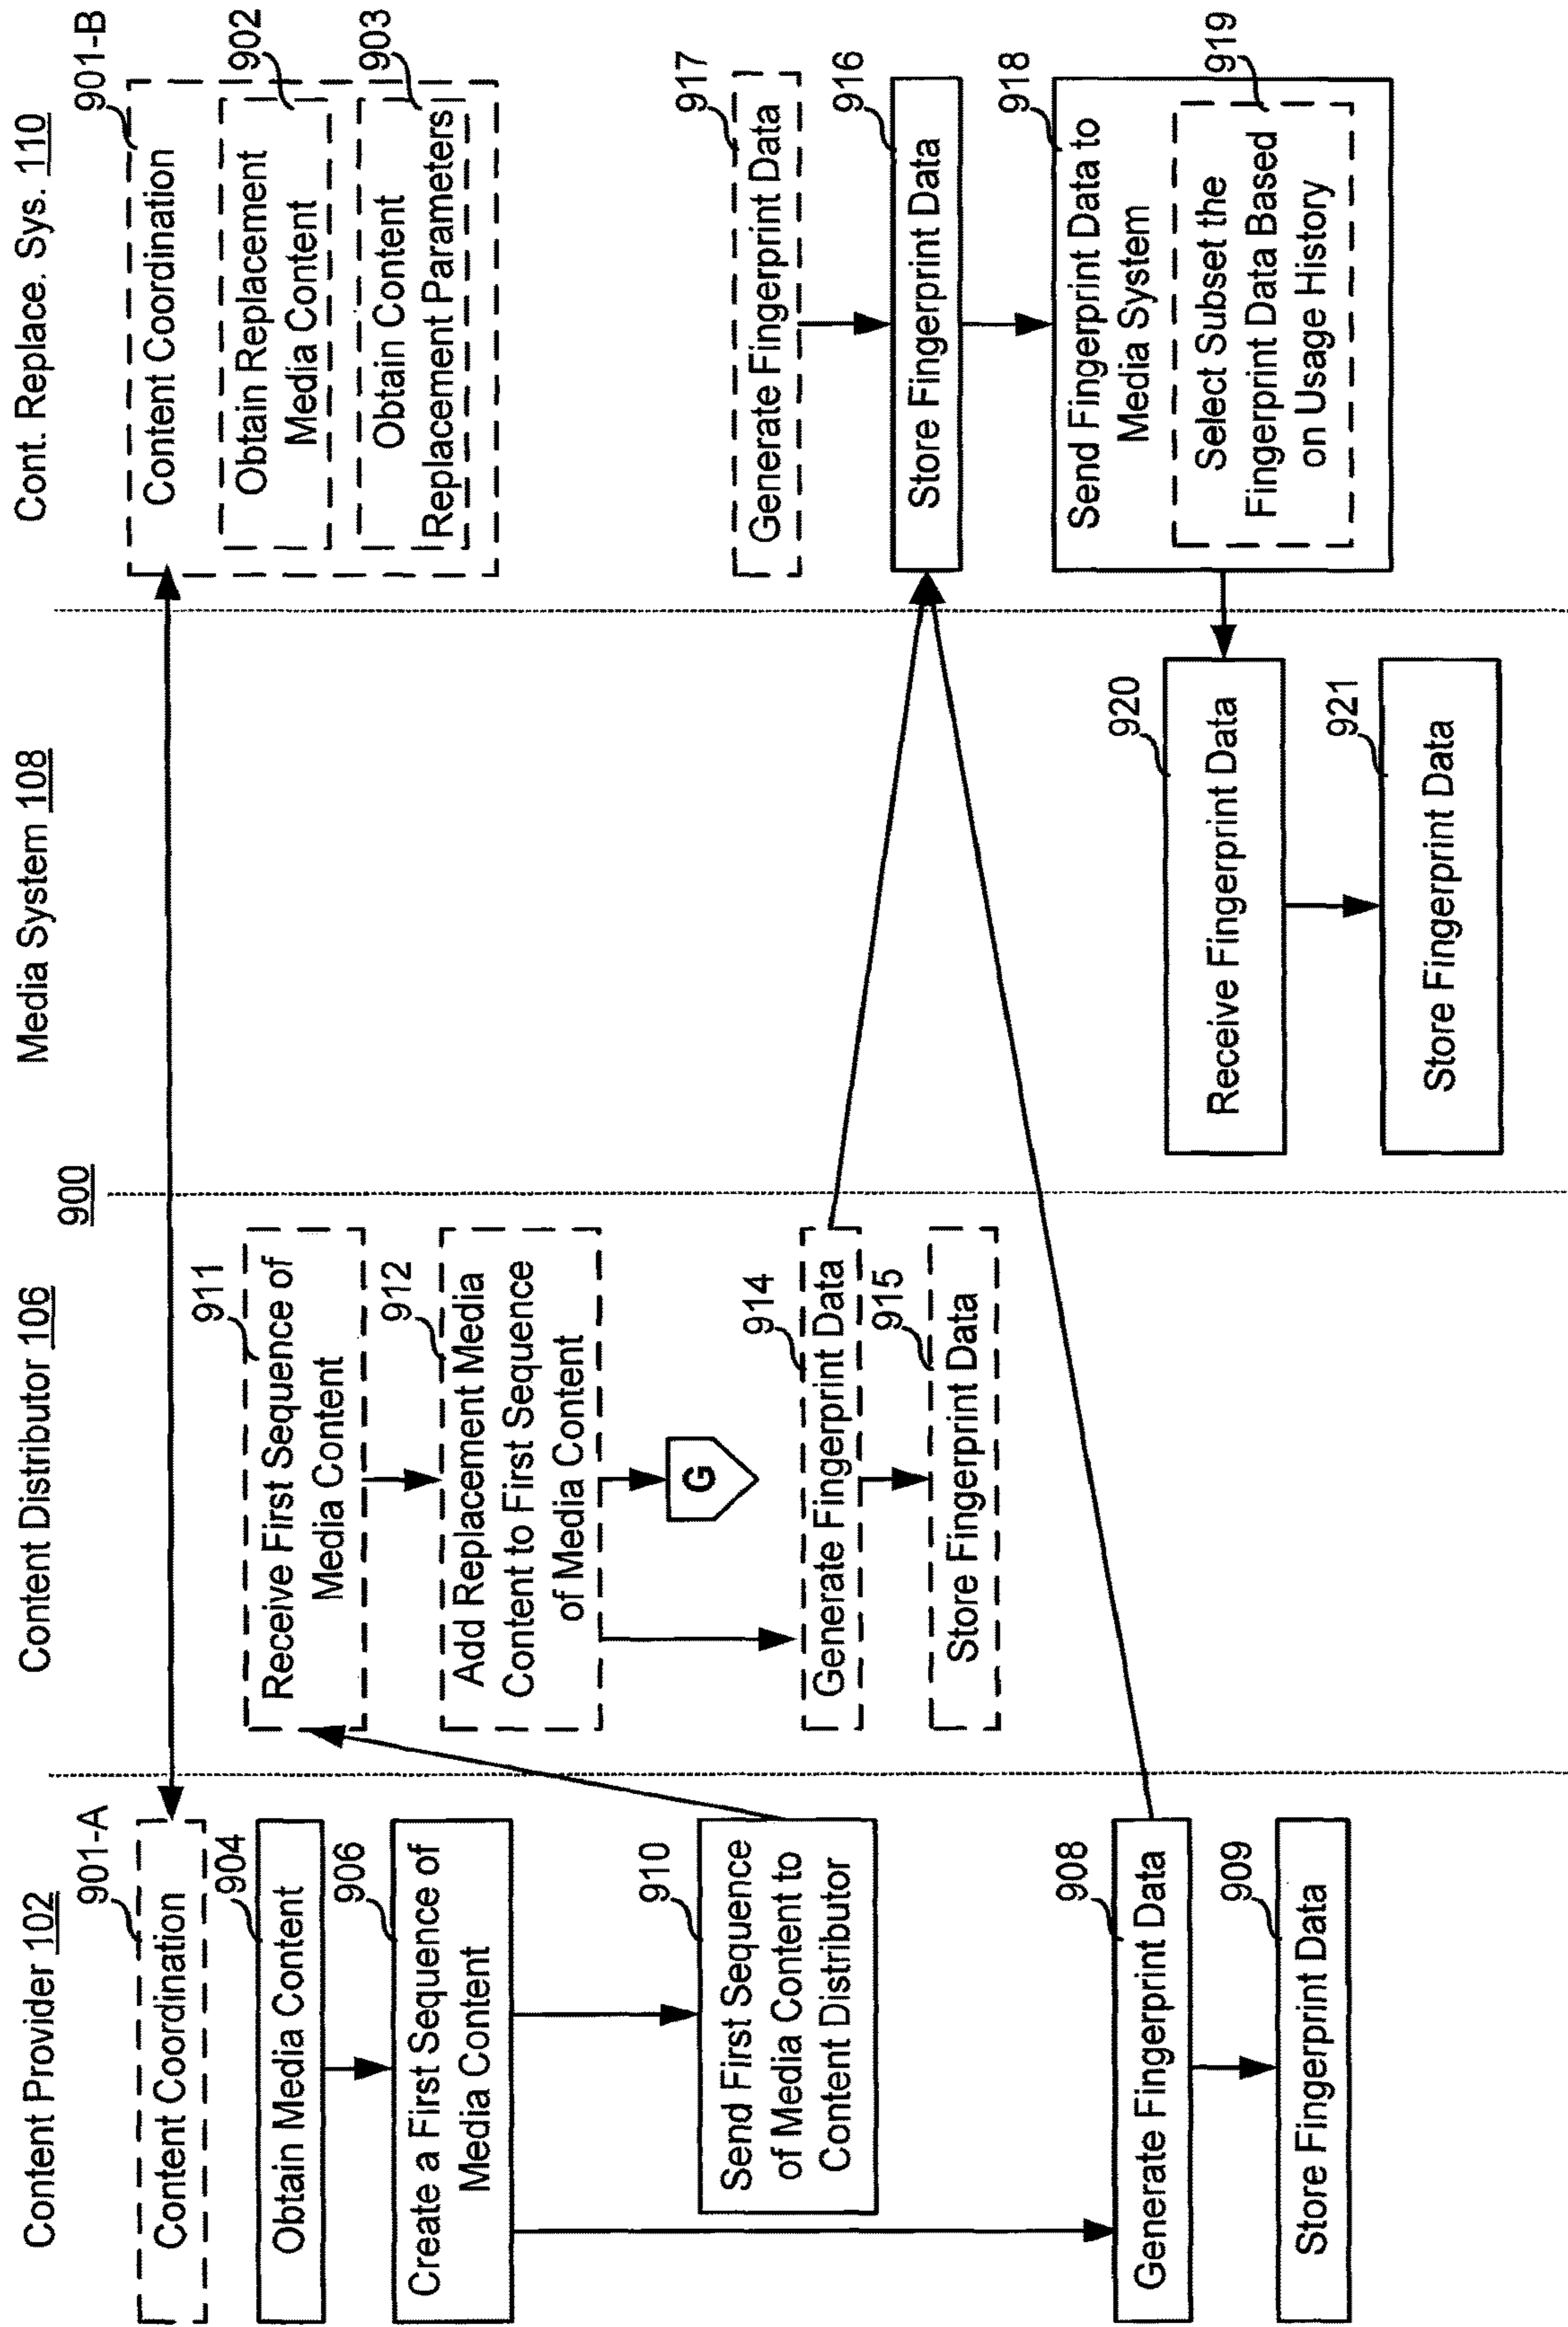 900
Content Provider 102
901-A
Content Coordination
904
Obtain Media Content
906
Create a First Sequence of
Media Content
910
Send First Sequence
of Media Content to
Content Distributor
908
Generate Fingerprint Data
909
Store Fingerprint Data
Content Distributor 106
911
Receive First Sequence of
Media Content
912
Add Replacement Media
Content to First Sequence
of Media Content
G
914
Generate Fingerprint Data
915
Store Fingerprint Data
Media System 108
920
Receive Fingerprint Data
921
Store Fingerprint Data
Cont. Replace. Sys. 110
901-B
Content Coordination
902
Obtain Replacement
Media Content
903
Obtain Content
Replacement Parameters
917
Generate Fingerprint Data
916
Store Fingerprint Data
918
Send Fingerprint Data to
Media System
919
Select Subset the
Fingerprint Data Based
on Usage History